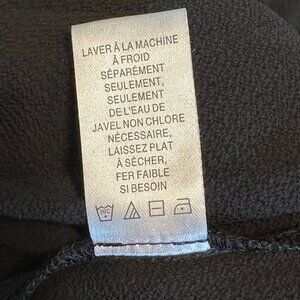 LAVER À LA MACHINE
À FROID
SÉPARÉMENT
SEULEMENT,
SEULEMENT
DE L'EAU DE
JAVEL NON CHLORE
NÉCESSAIRE,
LAISSEZ PLAT
À SÈCHER,
FER FAIBLE
SI BESOIN